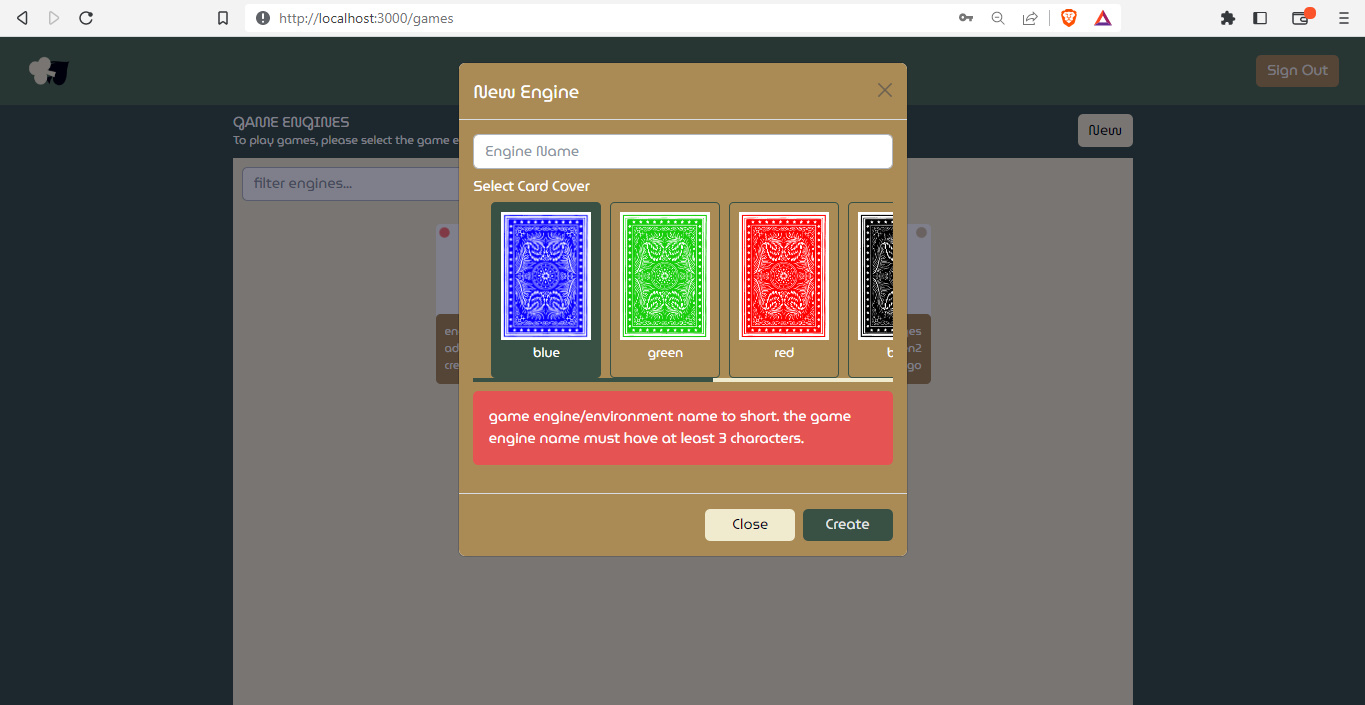 http://localhost:3000/games
Sign Out
New Engine
GAME ENGINES
To play games, please select the game e
New
Engine Name
filter engines...
Select Card Cover
blue
green
red
b
en
ad
cre
ges
n2
go
game engine/environment name to short. the game
engine name must have at least 3 characters.
Close
Create